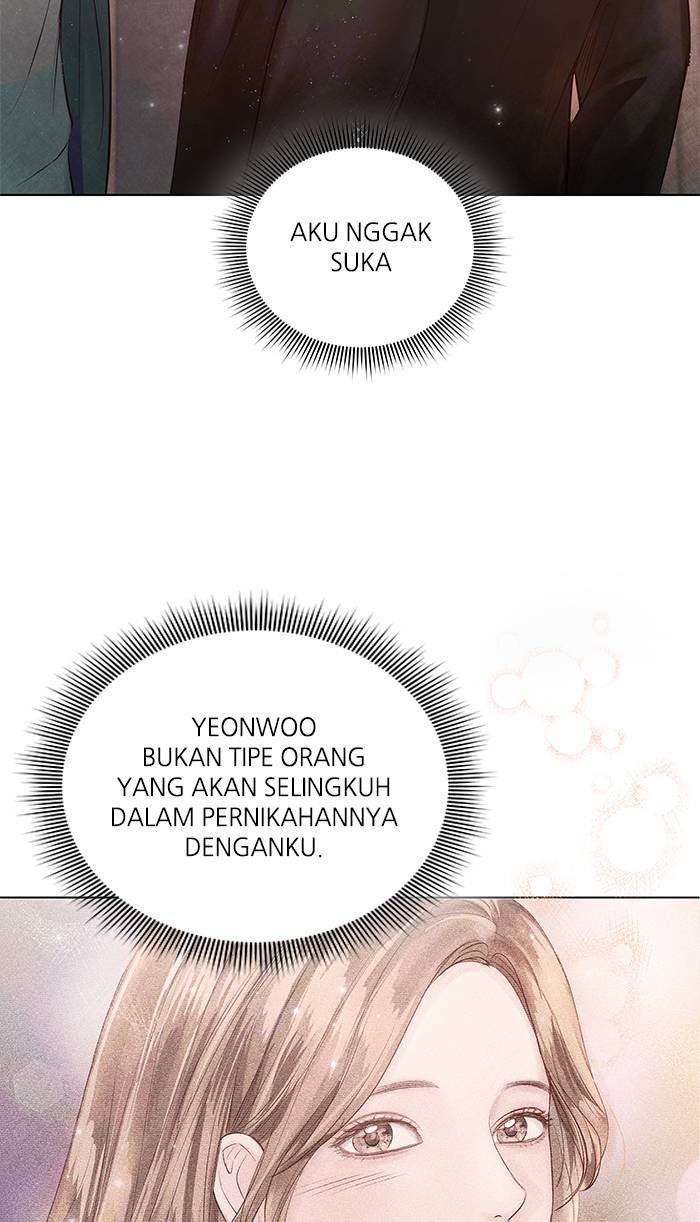 AKU NGGAK
SUKA
YEONWOO
BUKAN TIPE ORANG
YANG AKAN SELINGKUH
DALAM PERNIKAHANNYA
DENGANKU.